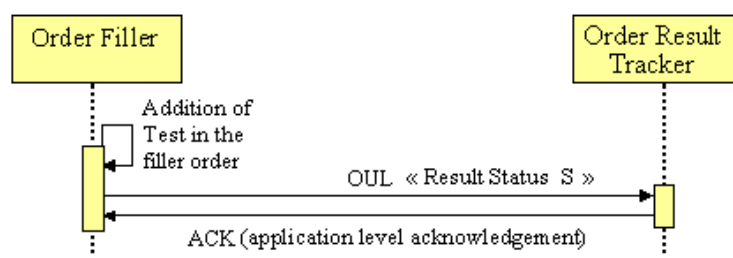 Order Filler
Order Result
Tracker
Addition of
Test in the
filler order
OUL « Result Status S »
ACK (application level acknowledgement)